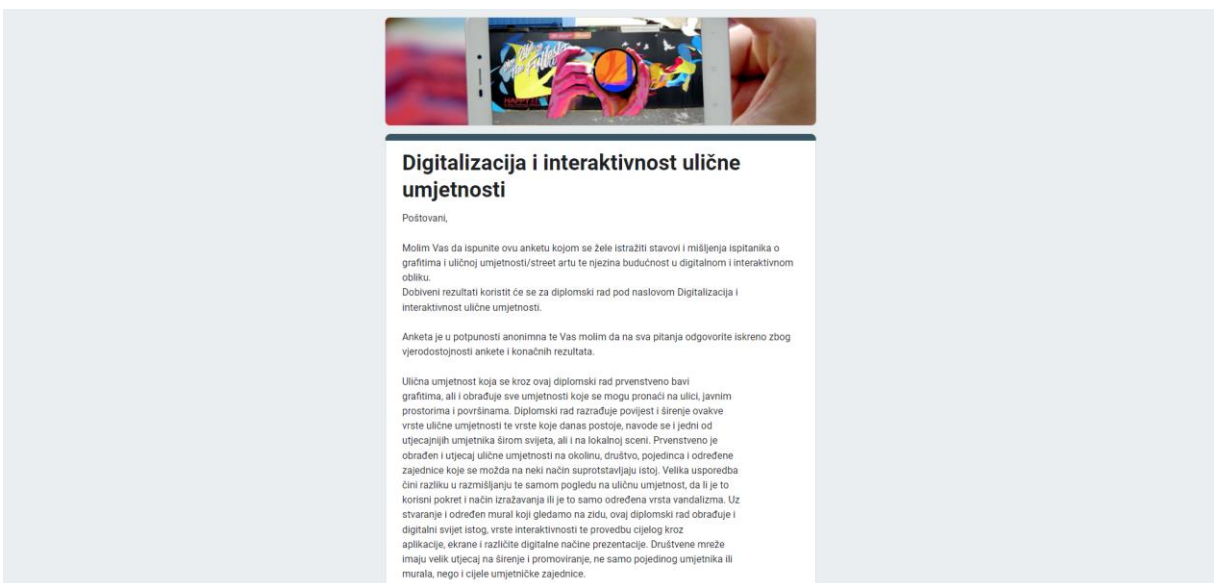 HAPPY
Digitalizacija i interaktivnost ulične
umjetnosti
Poštovani,
Molim Vas da ispunite ovu anketu kojom se žele istražiti stavovi i mišljenja ispitanika o
grafitima i uličnoj umjetnosti/street artu te njezina budućnost u digitalnom i interaktivnom
obliku.
Dobiveni rezultati koristit će se za diplomski rad pod naslovom Digitalizacija i
interaktivnost ulične umjetnosti.
Anketa je u potpunosti anonimna te Vas molim da na sva pitanja odgovorite iskreno zbog
vjerodostojnosti ankete i konačnih rezultata.
Ulična umjetnost koja se kroz ovaj diplomski rad prvenstveno bavi
grafitima, ali i obrađuje sve umjetnosti koje se mogu pronaći na ulici, javnim
prostorima i površinama. Diplomski rad razrađuje povijest i širenje ovakve
vrste ulične umjetnosti te vrste koje danas postoje, navode se i jedni od
utjecajnijih umjetnika širom svijeta, ali i na lokalnoj sceni. Prvenstveno je
obrađen i utjecaj ulične umjetnosti na okolinu, društvo, pojedinca i određene
zajednice koje se možda na neki način suprotstavljaju istoj. Velika usporedba
čini razliku u razmišljanju te samom pogledu na uličnu umjetnost, da li je to
korisni pokret i način izražavanja ili je to samo određena vrsta vandalizma. Uz
stvaranje i određen mural koji gledamo na zidu, ovaj diplomski rad obrađuje i
digitalni svijet istog, vrste interaktivnosti te provedbu cijelog kroz
aplikacije, ekrane i različite digitalne načine prezentacije. Društvene mreže
imaju velik utjecaj na širenje i promoviranje, ne samo pojedinog umjetnika ili
murala, nego i cijele umjetničke zajednice.